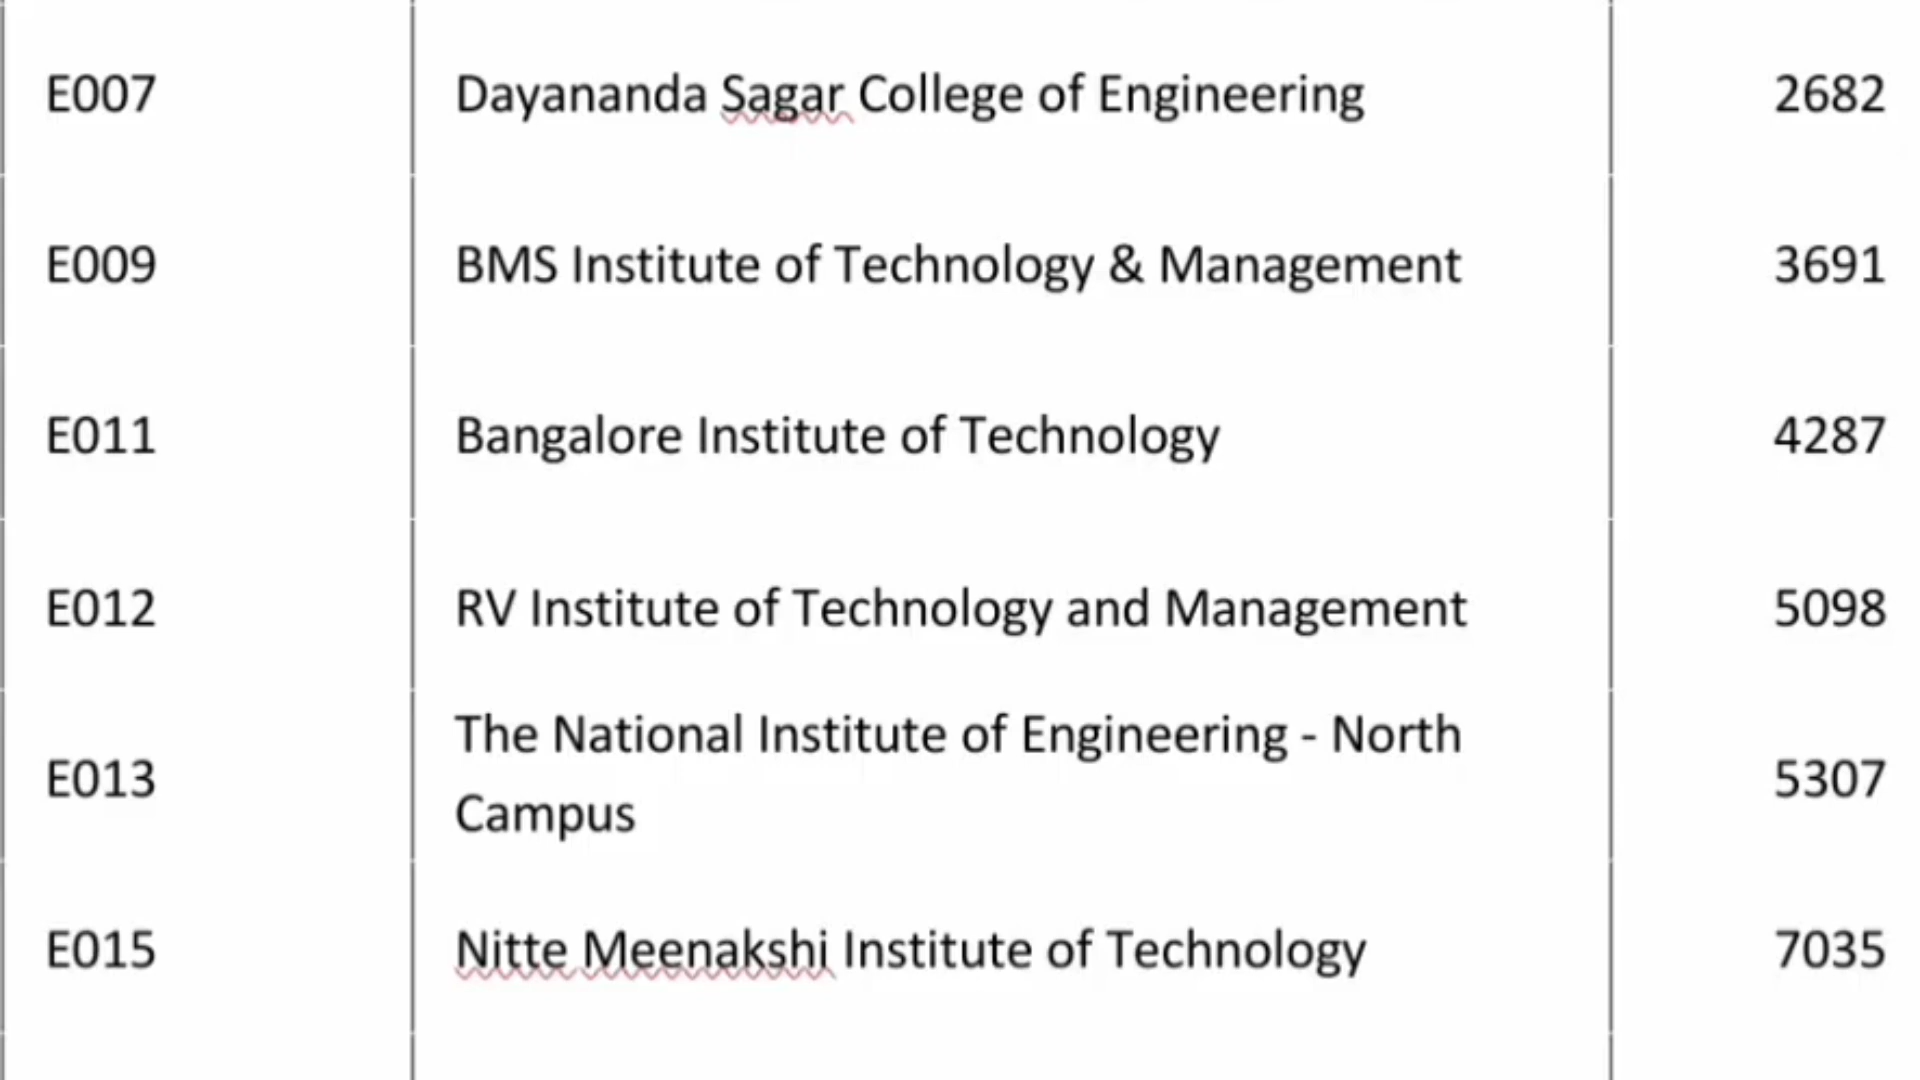 E007 Dayananda Sagar College of Engineering 2682
E009 BMS Institute of Technology & Management 3691
E011 Bangalore Institute of Technology 4287
E012 RV Institute of Technology and Management 5098
E013 The National Institute of Engineering - North Campus 5307
E015 Nitte Meenakshi Institute of Technology 7035